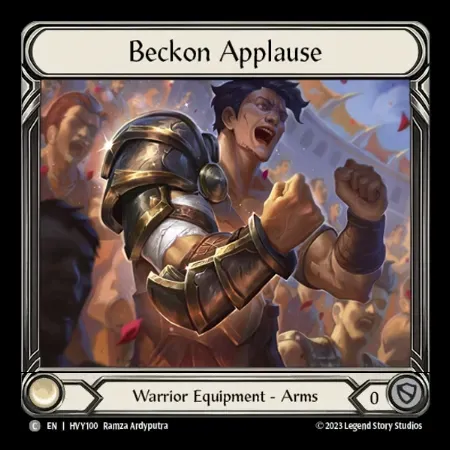 Beckon Applause
Warrior Equipment - Arms
0
C EN | HVY100 Ramza Ardyputra
©2023 Legend Story Studios